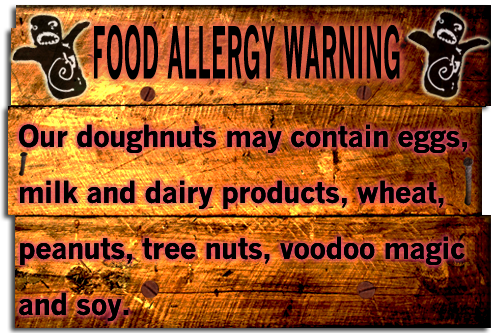 FOOD ALLERGY WARNING
Our doughnuts may contain eggs,
milk and dairy products, wheat,
peanuts, tree nuts, voodoo magic
and soy.